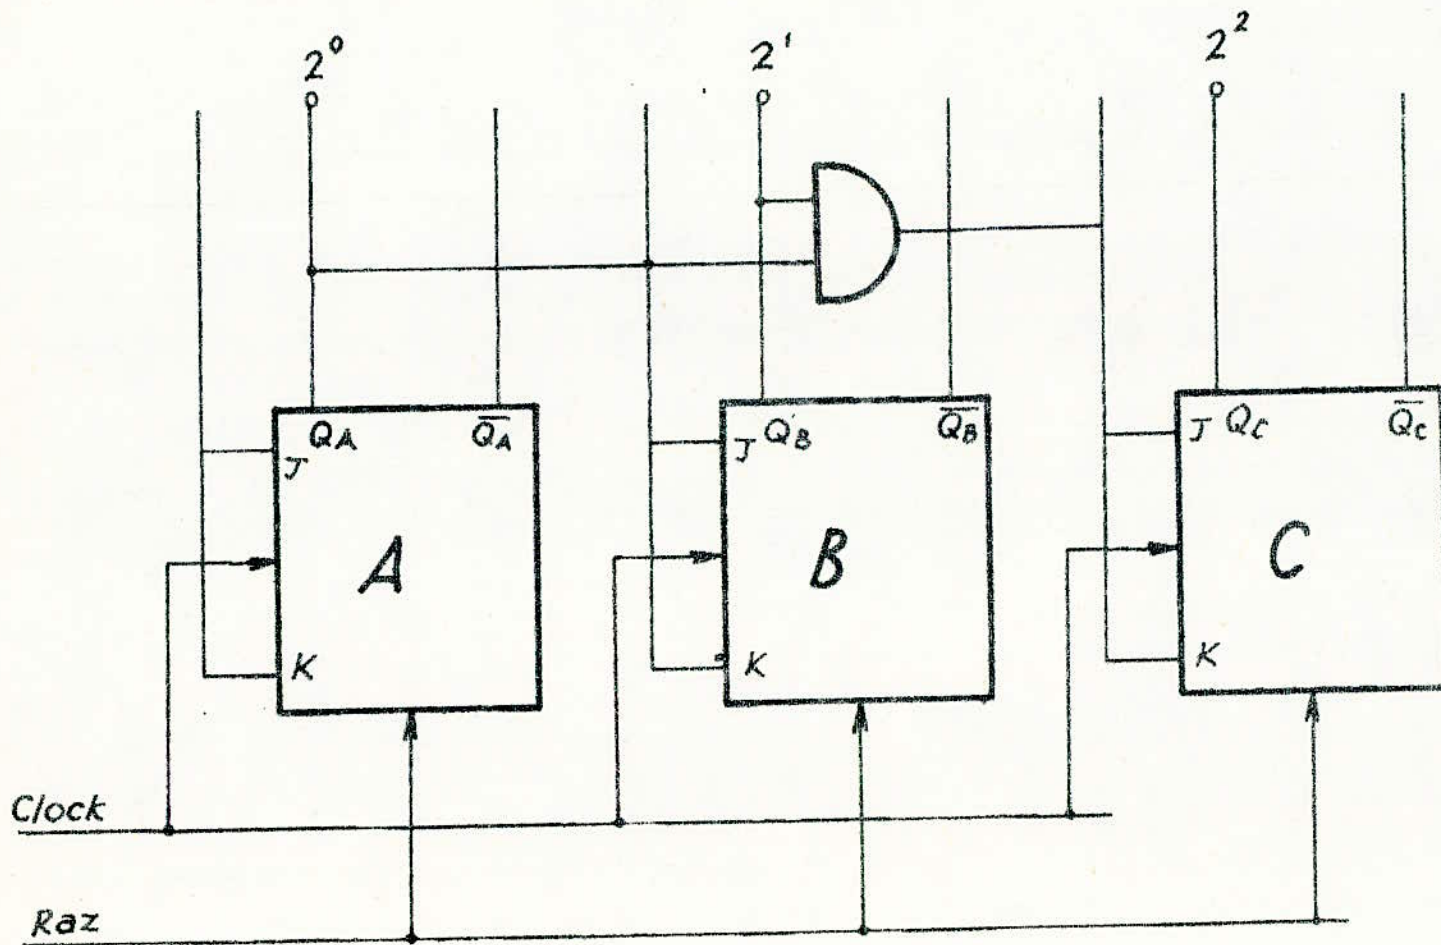 2⁰ 2¹ 2²
J Q_A Q̅_A J Q_B Q̅_B J Q_C Q̅_C
A B C
K K K
Clock
Raz